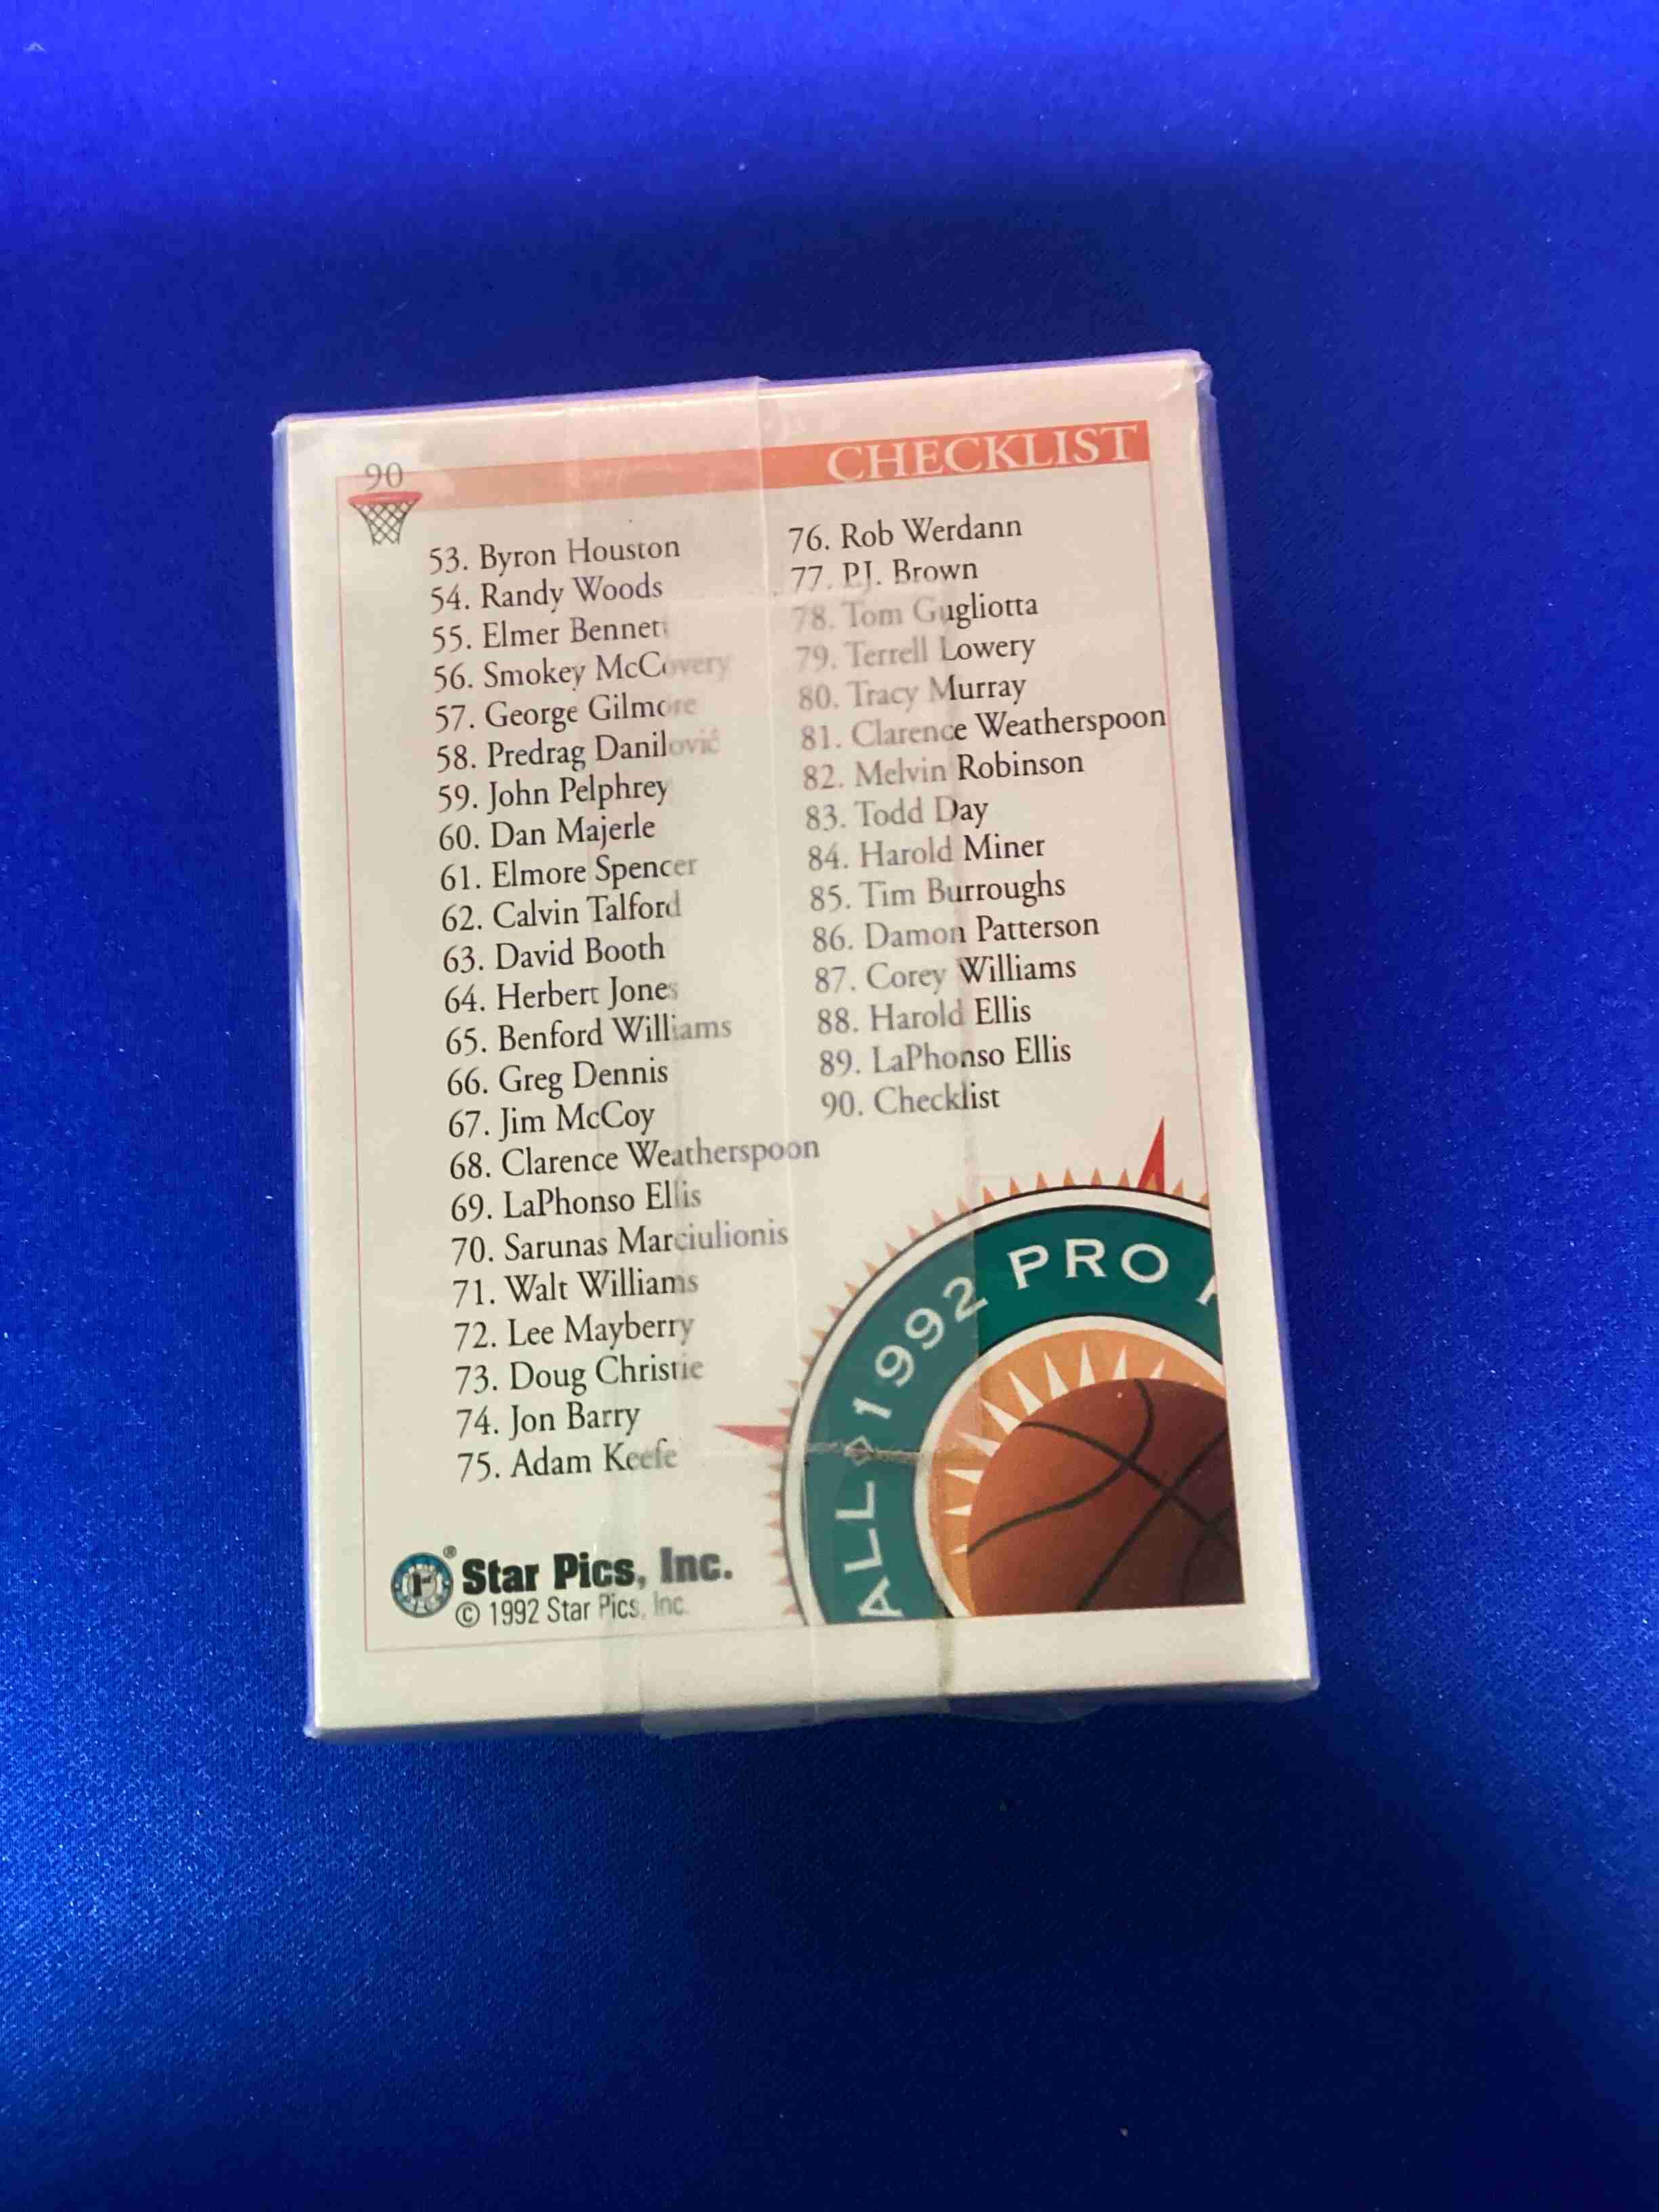 90
CHECKLIST
53. Byron Houston
54. Randy Woods
55. Elmer Bennett
56. Smokey McCovery
57. George Gilmore
58. Predrag Danilović
59. John Pelphrey
60. Dan Majerle
61. Elmore Spencer
62. Calvin Talford
63. David Booth
64. Herbert Jones
65. Benford Williams
66. Greg Dennis
67. Jim McCoy
68. Clarence Weatherspoon
69. LaPhonso Ellis
70. Sarunas Marciulionis
71. Walt Williams
72. Lee Mayberry
73. Doug Christie
74. Jon Barry
75. Adam Keefe
76. Rob Werdann
77. P.J. Brown
78. Tom Gugliotta
79. Terrell Lowery
80. Tracy Murray
81. Clarence Weatherspoon
82. Melvin Robinson
83. Todd Day
84. Harold Miner
85. Tim Burroughs
86. Damon Patterson
87. Corey Williams
88. Harold Ellis
89. LaPhonso Ellis
90. Checklist
ALL ◇ 1992 PRO
® Star Pics, Inc.
© 1992 Star Pics, Inc.